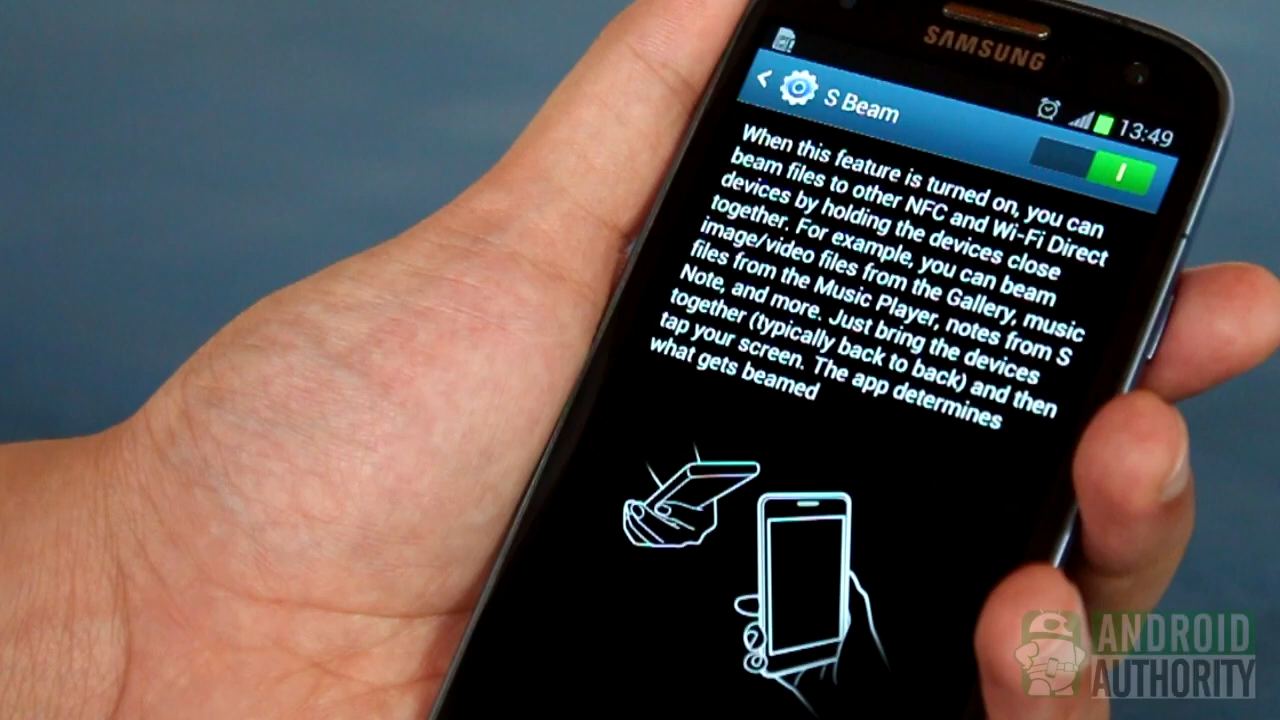 SAMSUNG
13:49
S Beam
When this feature is turned on, you can
beam files to other NFC and Wi-Fi Direct
devices by holding the devices close
together. For example, you can beam
image/video files from the Gallery, music
files from the Music Player, notes from S
Note, and more. Just bring the devices
together (typically back to back) and then
tap your screen. The app determines
what gets beamed
ANDROID
AUTHORITY